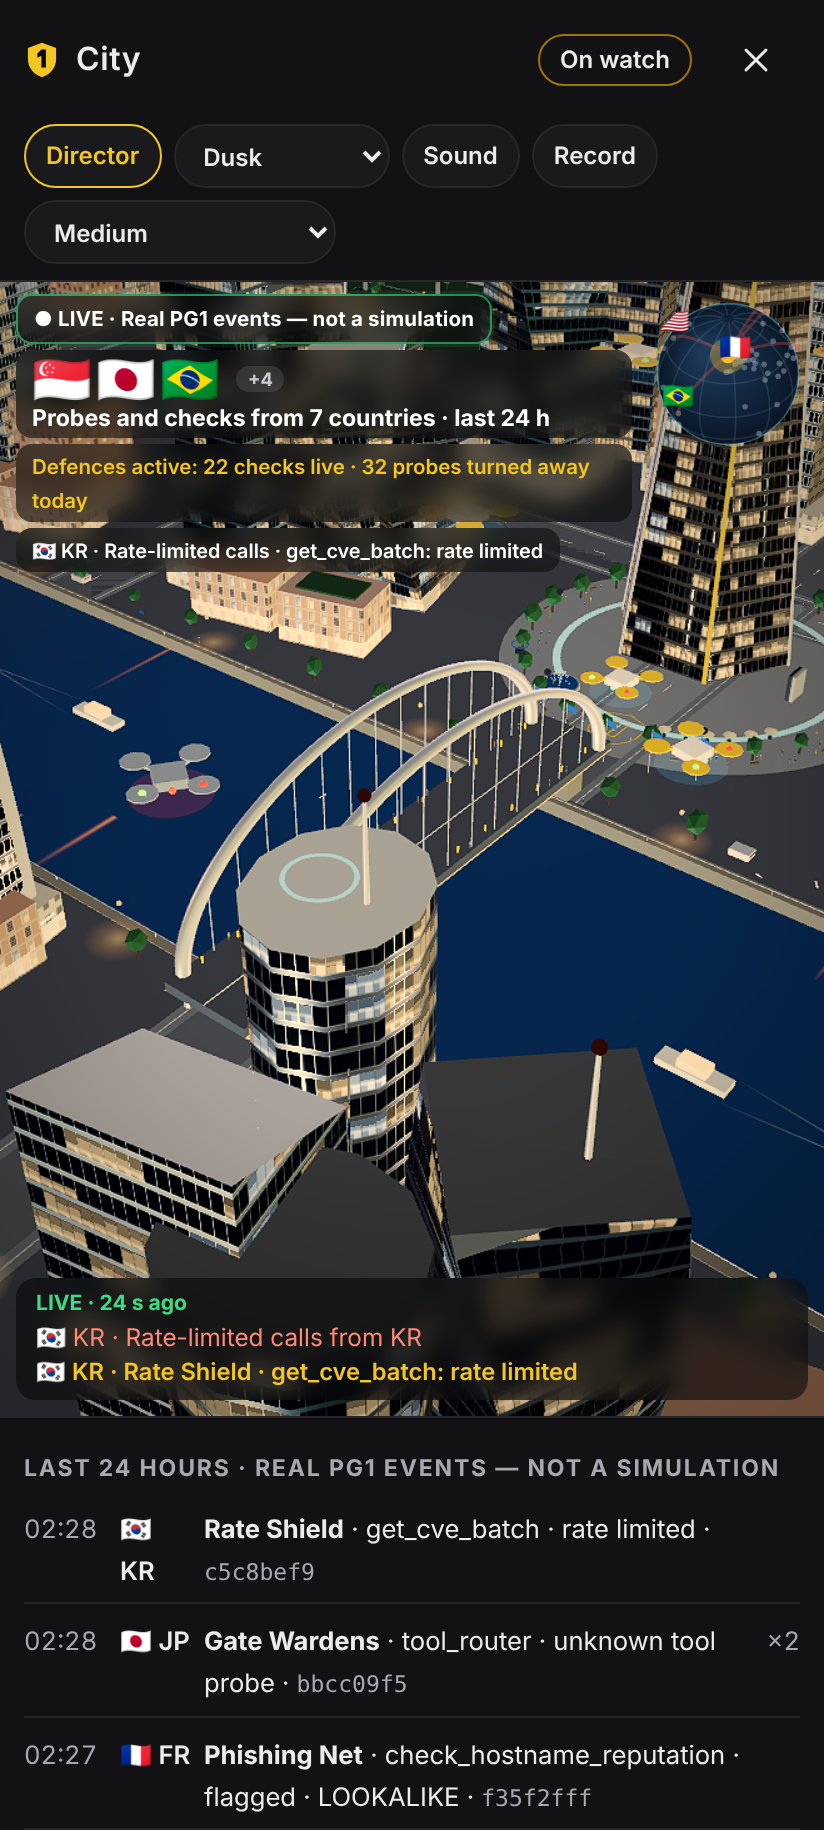 1 City
On watch
Director
Dusk
Sound
Record
Medium
LIVE · Real PG1 events — not a simulation
+4
Probes and checks from 7 countries · last 24 h
Defences active: 22 checks live · 32 probes turned away
today
KR · Rate-limited calls · get_cve_batch: rate limited
LIVE · 24 s ago
KR · Rate-limited calls from KR
KR · Rate Shield · get_cve_batch: rate limited
LAST 24 HOURS · REAL PG1 EVENTS — NOT A SIMULATION
02:28 KR Rate Shield · get_cve_batch · rate limited ·
c5c8bef9
02:28 JP Gate Wardens · tool_router · unknown tool ×2
probe · bbcc09f5
02:27 FR Phishing Net · check_hostname_reputation ·
flagged · LOOKALIKE · f35f2fff